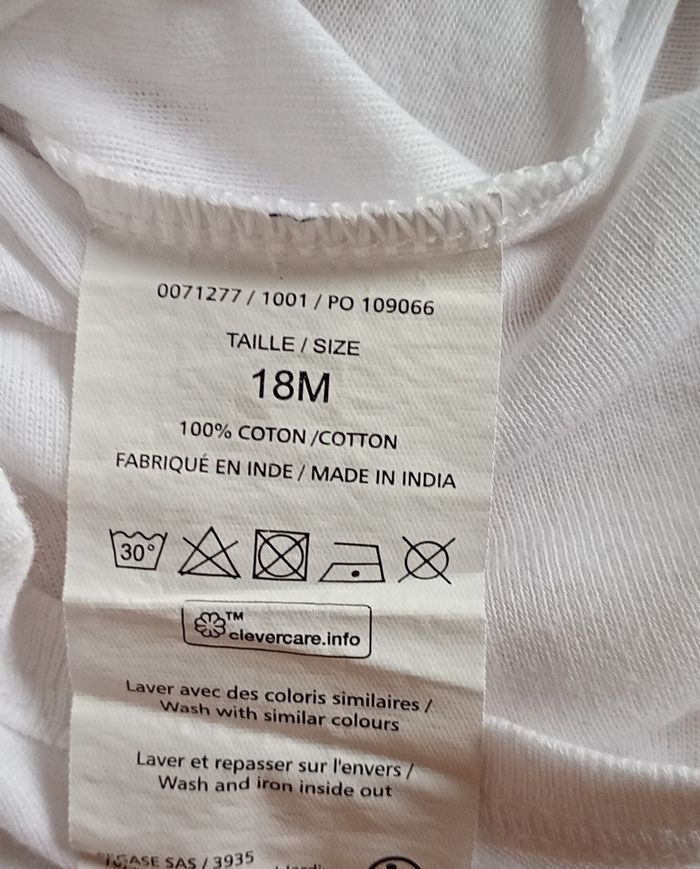 0071277 / 1001 / PO 109066
TAILLE / SIZE
18M
100% COTON /COTTON
FABRIQUÉ EN INDE / MADE IN INDIA
30°
TM
clevercare.info
Laver avec des coloris similaires /
Wash with similar colours
Laver et repasser sur l'envers /
Wash and iron inside out
SAS / 3935